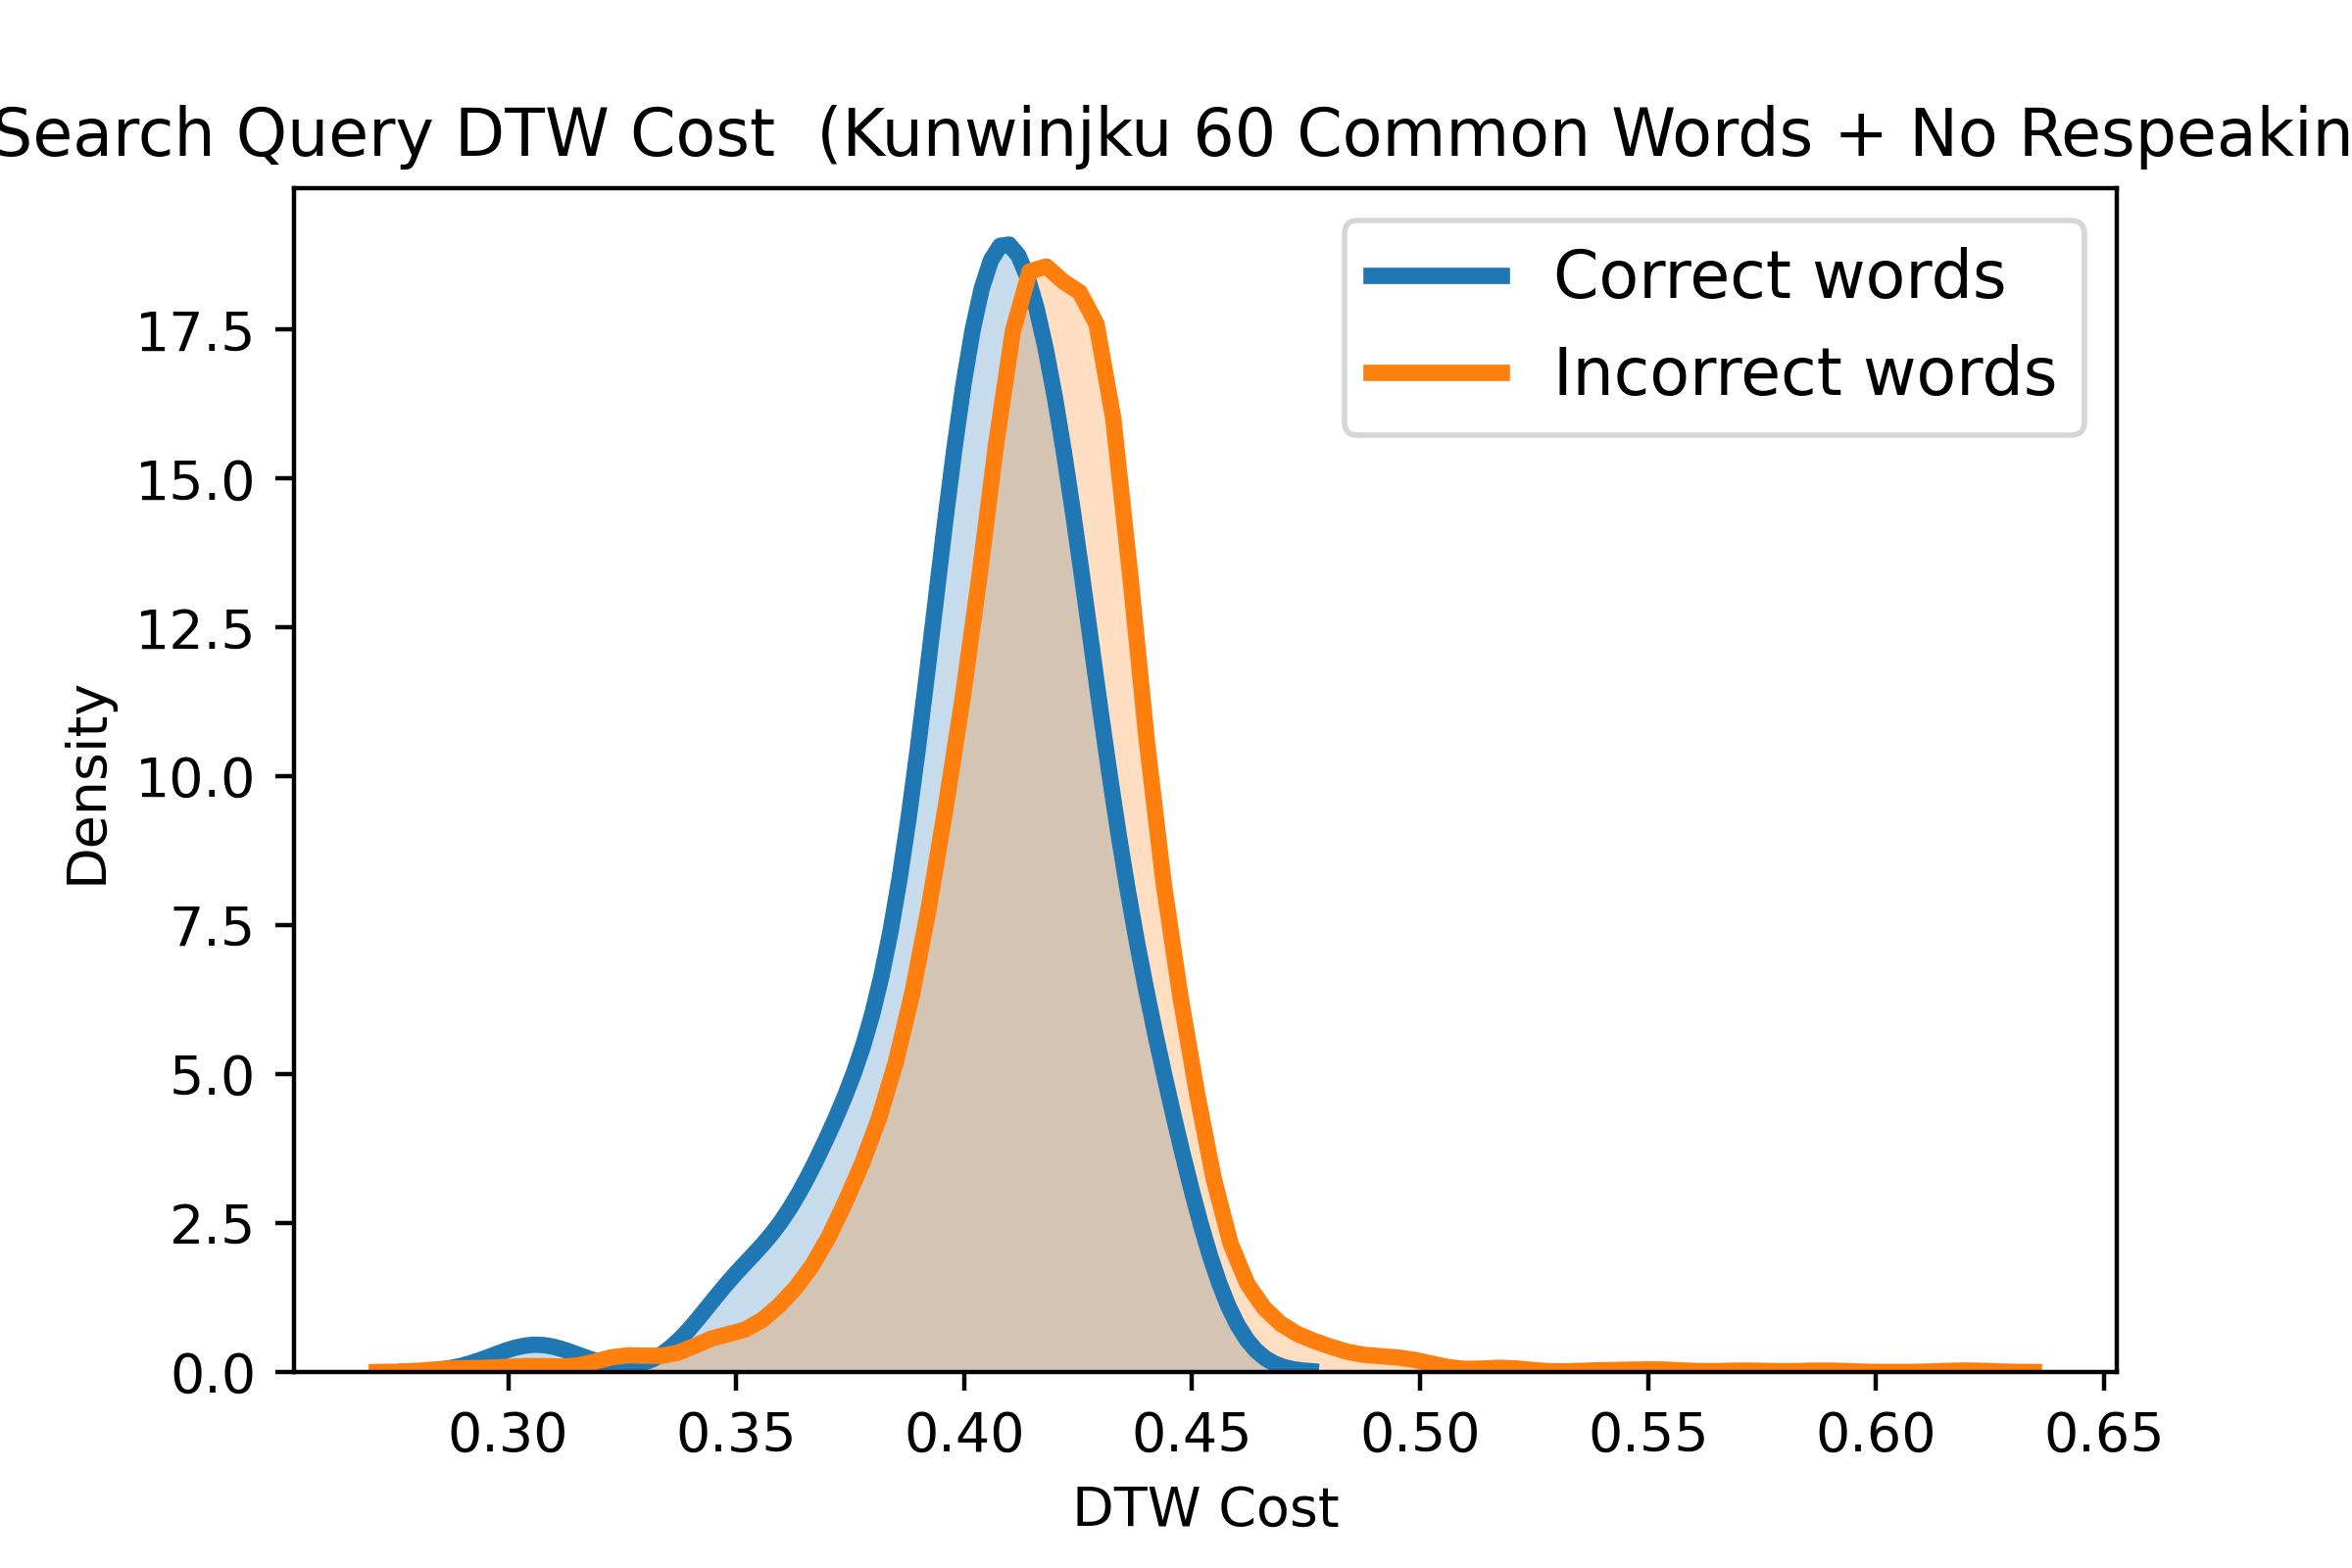 Search Query DTW Cost (Kunwinjku 60 Common Words + No Respeakin
Correct words
Incorrect words
17.5
15.0
12.5
10.0
7.5
5.0
2.5
0.0
Density
0.30 0.35 0.40 0.45 0.50 0.55 0.60 0.65
DTW Cost